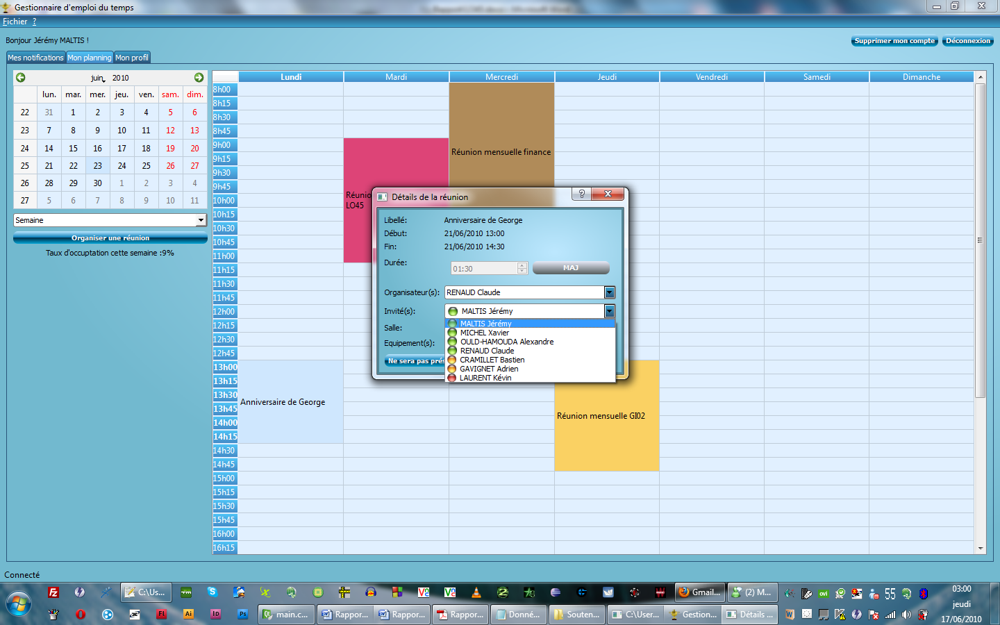 Gestionnaire d'emploi du temps
Fichier ?
Bonjour Jérémy MALTIS !
Supprimer mon compte
Déconnexion
Mes notifications
Mon planning
Mon profil
juin 2010
lun. mar. mer. jeu. ven. sam. dim.
22 31 1 2 3 4 5 6
23 7 8 9 10 11 12 13
24 14 15 16 17 18 19 20
25 21 22 23 24 25 26 27
26 28 29 30 1 2 3 4
27 5 6 7 8 9 10 11
Semaine
Organiser une réunion
Taux d'occuptation cette semaine :9%
Lundi Mardi Mercredi Jeudi Vendredi Samedi Dimanche
8h00
8h15
8h30
8h45
9h00
9h15
9h30
9h45
10h00
10h15
10h30
10h45
11h00
11h15
11h30
11h45
12h00
12h15
12h30
12h45
13h00
13h15
13h30
13h45
14h00
14h15
14h30
14h45
15h00
15h15
15h30
15h45
16h00
16h15
Réunion mensuelle finance
Réunio
LO45
Anniversaire de George
Réunion mensuelle GI02
Détails de la réunion
?
Libellé: Anniversaire de George
Début: 21/06/2010 13:00
Fin: 21/06/2010 14:30
Durée: 01:30 MAJ
Organisateur(s): RENAUD Claude
Invité(s): MALTIS Jérémy
MALTIS Jérémy
MICHEL Xavier
OULD-HAMOUDA Alexandre
RENAUD Claude
CRAMILLET Bastien
GAVIGNET Adrien
LAURENT Kévin
Salle:
Equipement(s):
Ne sera pas prés
Connecté
C:\Us...
Gmail...
(2) M...
55
03:00
jeudi
17/06/2010
main.c...
Rappor...
Rappor...
Rappor...
Donné...
Souten...
C:\User...
Gestion...
Détails ...